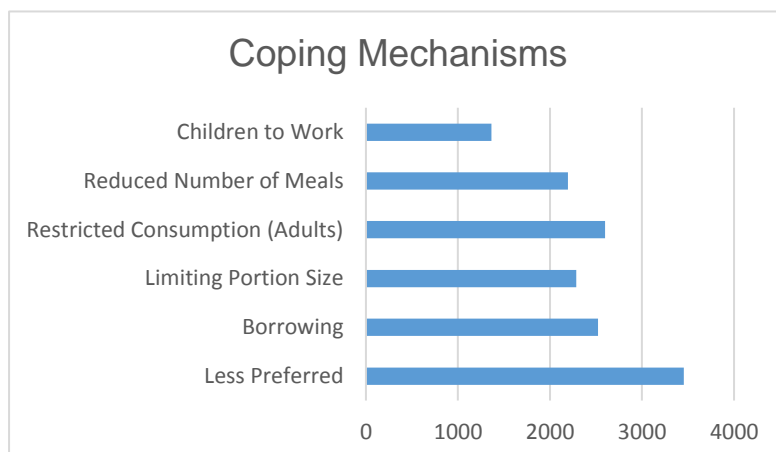 Coping Mechanisms
Children to Work
Reduced Number of Meals
Restricted Consumption (Adults)
Limiting Portion Size
Borrowing
Less Preferred
0 1000 2000 3000 4000